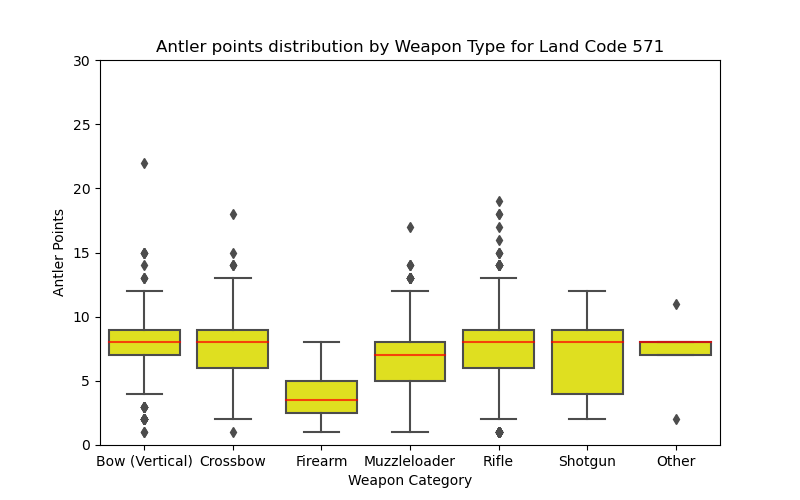 Antler points distribution by Weapon Type for Land Code 571
30
25
20
15
10
5
0
Antler Points
Bow (Vertical) Crossbow Firearm Muzzleloader Rifle Shotgun Other
Weapon Category